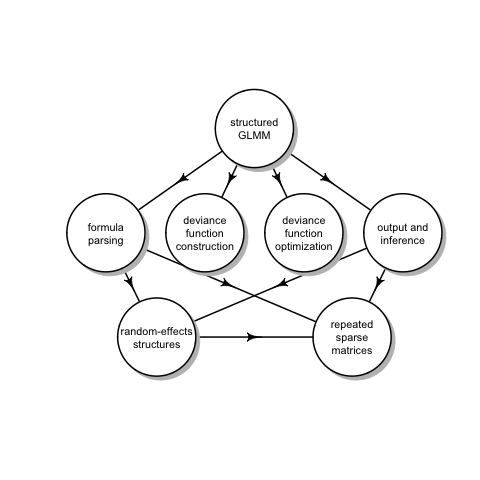 structured
GLMM
formula
parsing
deviance
function
construction
deviance
function
optimization
output and
inference
random-effects
structures
repeated
sparse
matrices